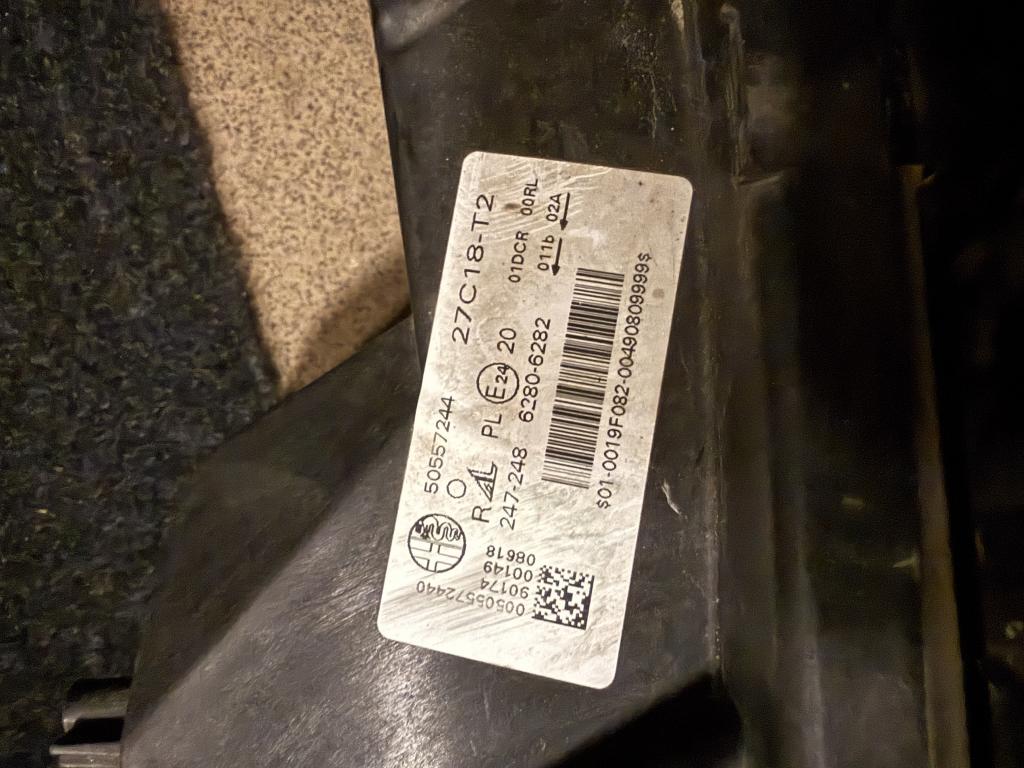 50557244
27C18-T2
RAL PL E24 20
01DCR 00RL
247-248 6280-6282
011b 02A
$01-0019F082-00490809999$
00505572440
90174
00149
08618